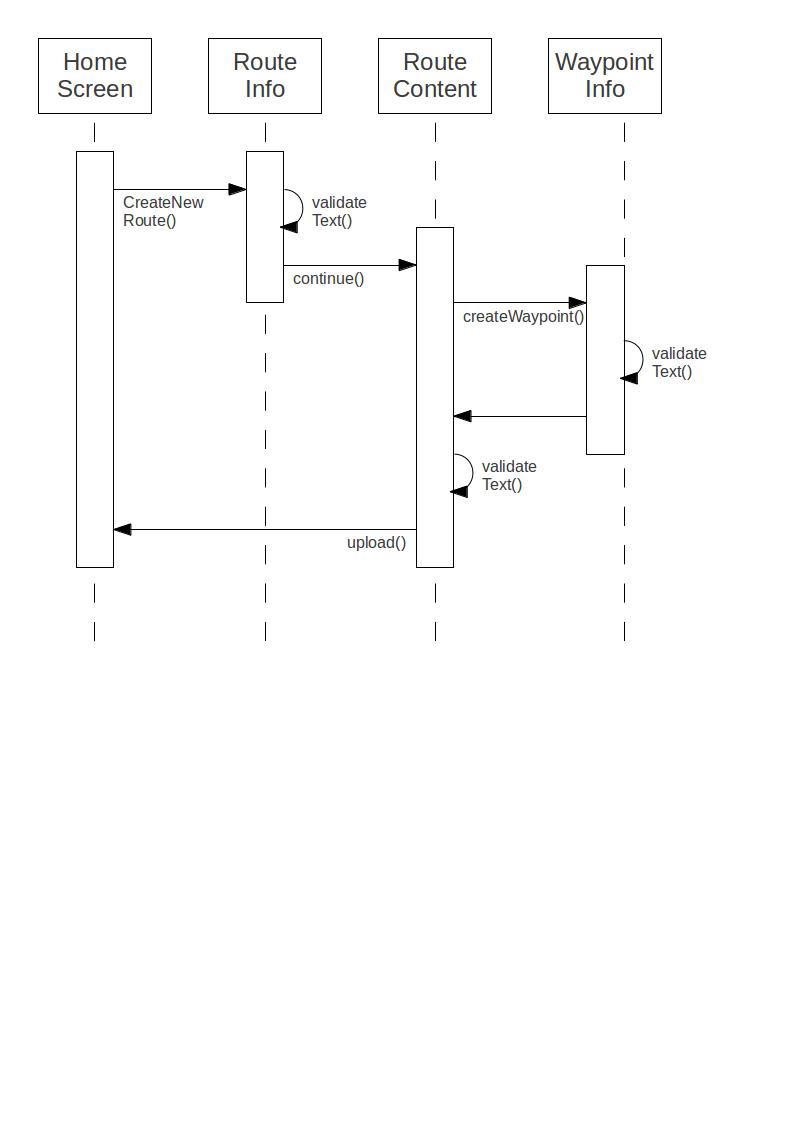 Home
Screen
Route
Info
Route
Content
Waypoint
Info
CreateNew
Route()
validate
Text()
continue()
createWaypoint()
validate
Text()
validate
Text()
upload()